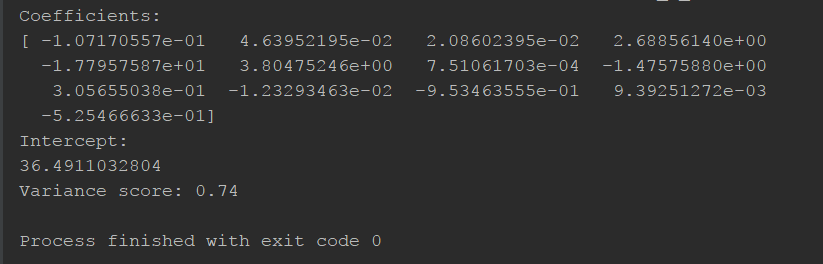 Coefficients:
[ -1.07170557e-01   4.63952195e-02   2.08602395e-02   2.68856140e+00
  -1.77957587e+01   3.80475246e+00   7.51061703e-04  -1.47575880e+00
   3.05655038e-01  -1.23293463e-02  -9.53463555e-01   9.39251272e-03
  -5.25466633e-01]
Intercept:
36.4911032804
Variance score: 0.74
Process finished with exit code 0